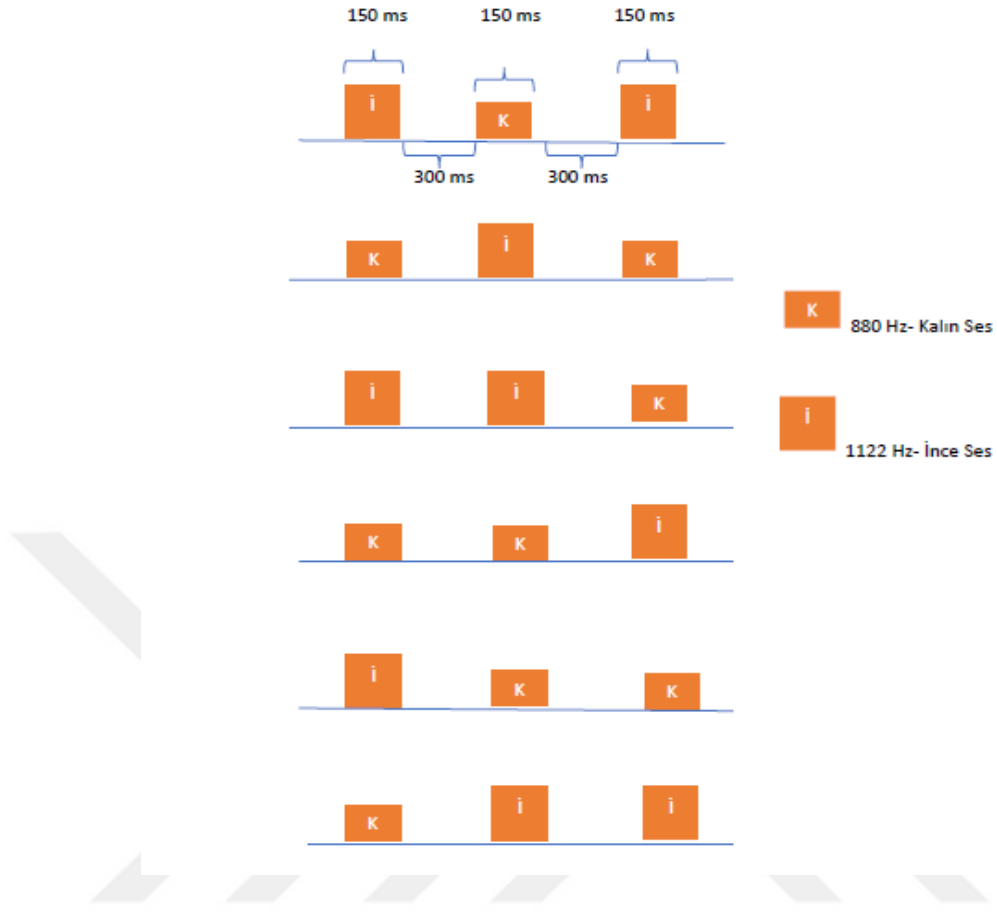 150 ms 150 ms 150 ms
İ K İ
300 ms 300 ms
K İ K
K 880 Hz- Kalın Ses
İ İ K
İ 1122 Hz- İnce Ses
K K İ
İ K K
K İ İ